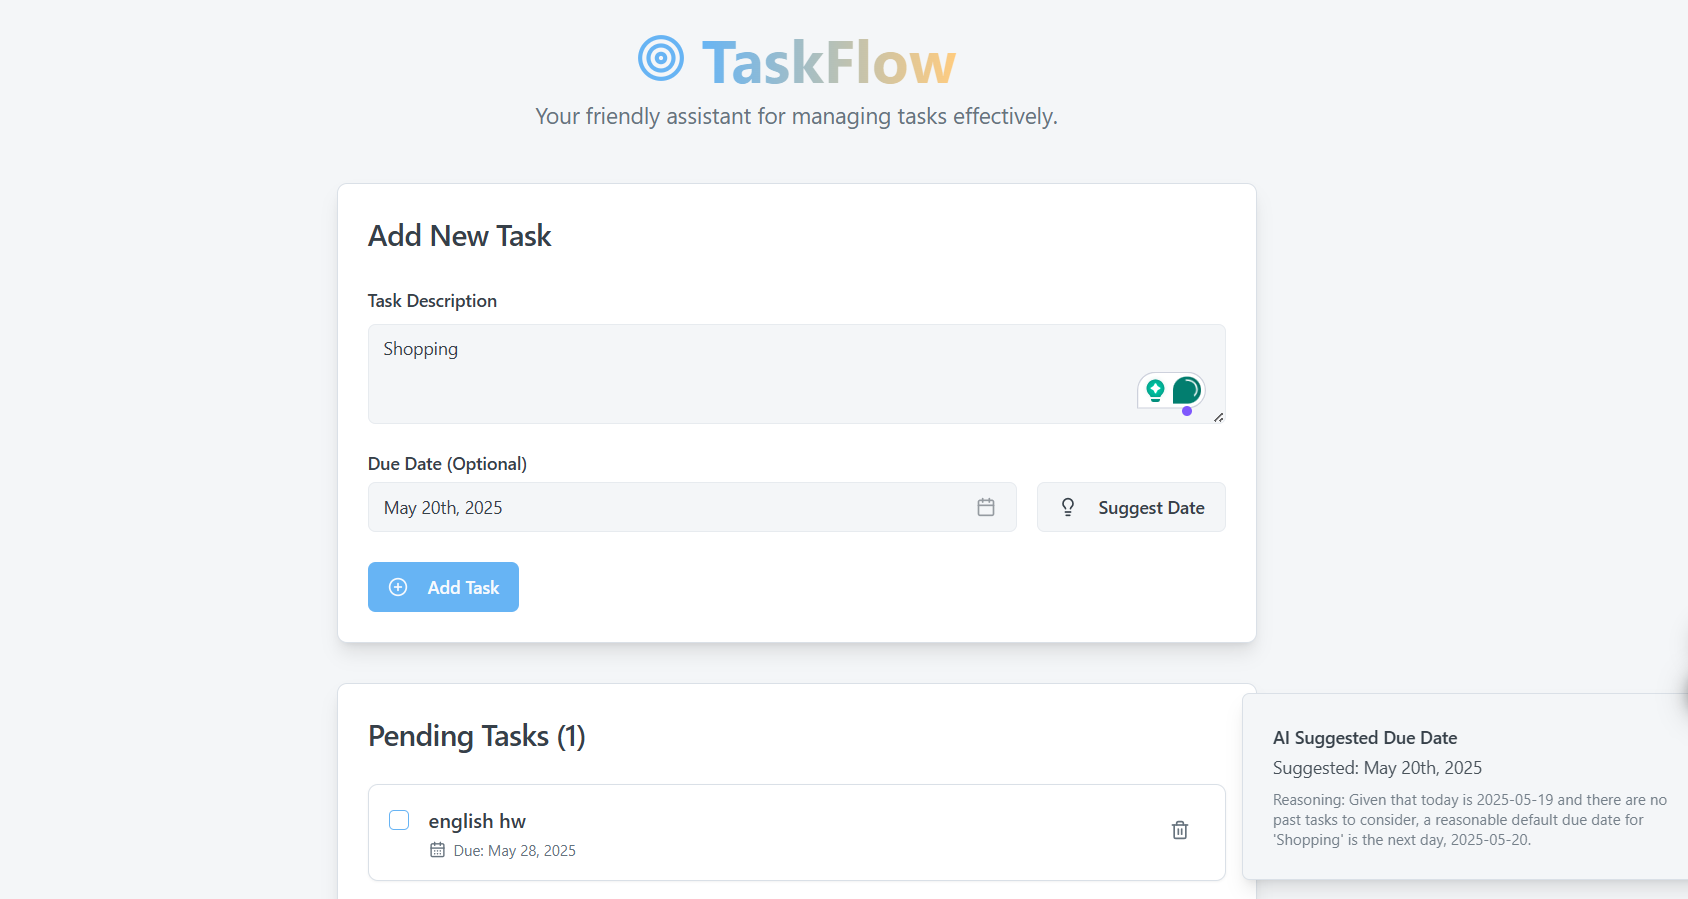 TaskFlow
Your friendly assistant for managing tasks effectively.
Add New Task
Task Description
Shopping
Due Date (Optional)
May 20th, 2025
Suggest Date
Add Task
Pending Tasks (1)
english hw
Due: May 28, 2025
AI Suggested Due Date
Suggested: May 20th, 2025
Reasoning: Given that today is 2025-05-19 and there are no
past tasks to consider, a reasonable default due date for
'Shopping' is the next day, 2025-05-20.